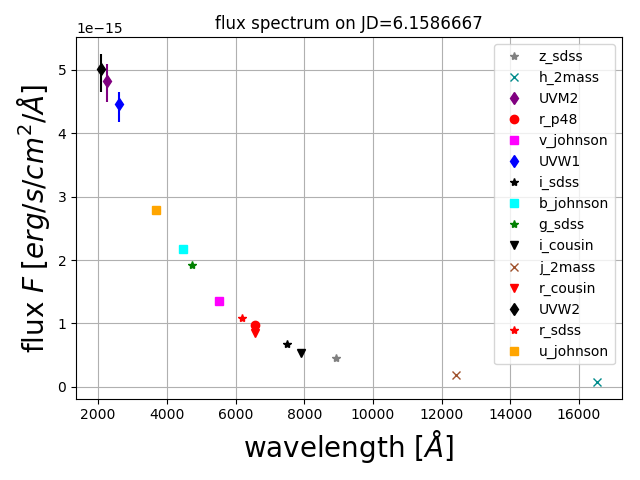 flux spectrum on JD=6.1586667
1e−15
5
4
3
2
1
0
flux F [erg/s/cm²/Å]
2000 4000 6000 8000 10000 12000 14000 16000
wavelength [Å]
z_sdss
h_2mass
UVM2
r_p48
v_johnson
UVW1
i_sdss
b_johnson
g_sdss
i_cousin
j_2mass
r_cousin
UVW2
r_sdss
u_johnson